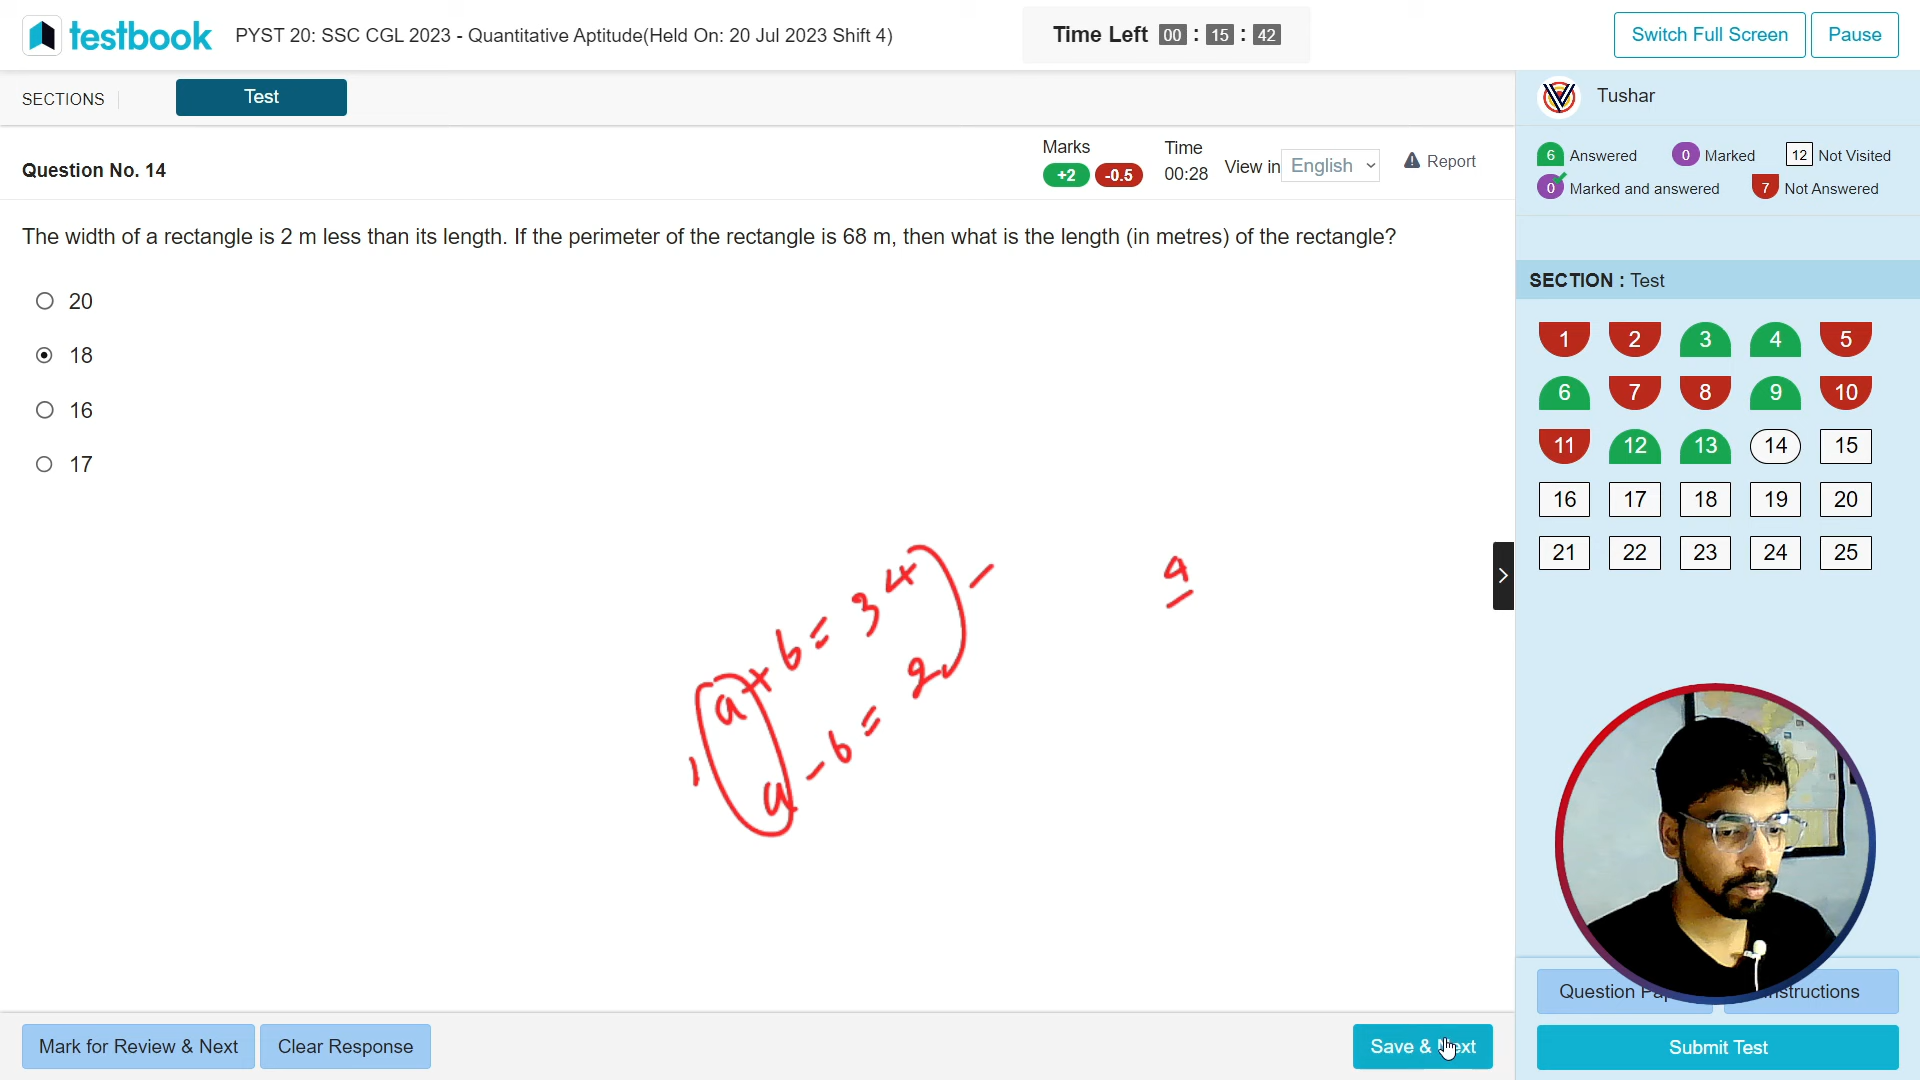 testbook PYST 20: SSC CGL 2023 - Quantitative Aptitude(Held On: 20 Jul 2023 Shift 4) Time Left 00 : 15 : 42 Switch Full Screen Pause
SECTIONS Test
Tushar
Question No. 14 Marks +2 -0.5 Time 00:28 View in English Report
6 Answered 0 Marked 12 Not Visited
0 Marked and answered 7 Not Answered
The width of a rectangle is 2 m less than its length. If the perimeter of the rectangle is 68 m, then what is the length (in metres) of the rectangle?
20
18
16
17
SECTION : Test
1 2 3 4 5
6 7 8 9 10
11 12 13 14 15
16 17 18 19 20
21 22 23 24 25
a + b = 34
a - b = 2
Question
Mark for Review & Next Clear Response Save & Next
Submit Test